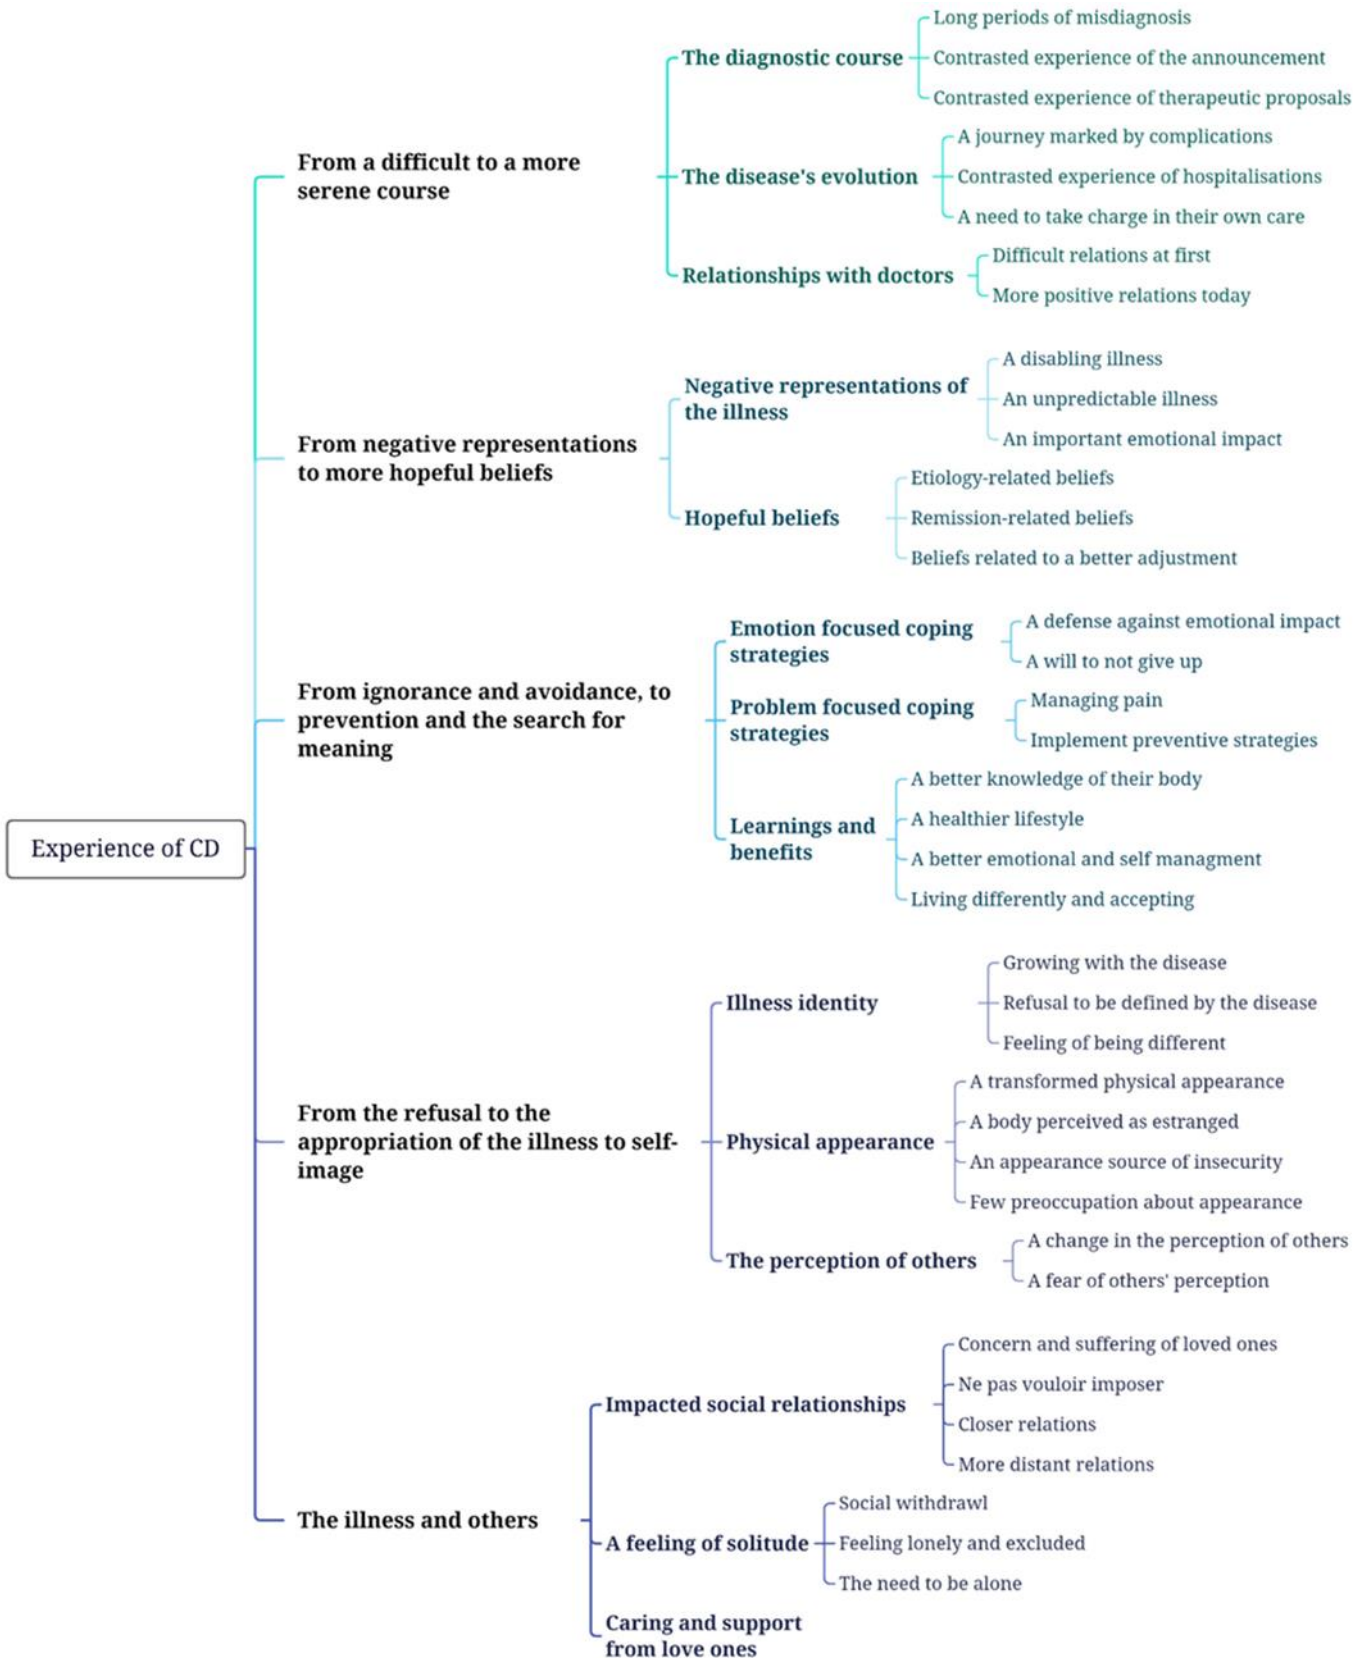 Experience of CD
From a difficult to a more
serene course
The diagnostic course
Long periods of misdiagnosis
Contrasted experience of the announcement
Contrasted experience of therapeutic proposals
The disease's evolution
A journey marked by complications
Contrasted experience of hospitalisations
A need to take charge in their own care
Relationships with doctors
Difficult relations at first
More positive relations today
From negative representations
to more hopeful beliefs
Negative representations of
the illness
A disabling illness
An unpredictable illness
An important emotional impact
Hopeful beliefs
Etiology-related beliefs
Remission-related beliefs
Beliefs related to a better adjustment
From ignorance and avoidance, to
prevention and the search for
meaning
Emotion focused coping
strategies
A defense against emotional impact
A will to not give up
Problem focused coping
strategies
Managing pain
Implement preventive strategies
Learnings and
benefits
A better knowledge of their body
A healthier lifestyle
A better emotional and self managment
Living differently and accepting
From the refusal to the
appropriation of the illness to self-
image
Illness identity
Growing with the disease
Refusal to be defined by the disease
Feeling of being different
Physical appearance
A transformed physical appearance
A body perceived as estranged
An appearance source of insecurity
Few preoccupation about appearance
The perception of others
A change in the perception of others
A fear of others' perception
The illness and others
Impacted social relationships
Concern and suffering of loved ones
Ne pas vouloir imposer
Closer relations
More distant relations
A feeling of solitude
Social withdrawl
Feeling lonely and excluded
The need to be alone
Caring and support
from love ones